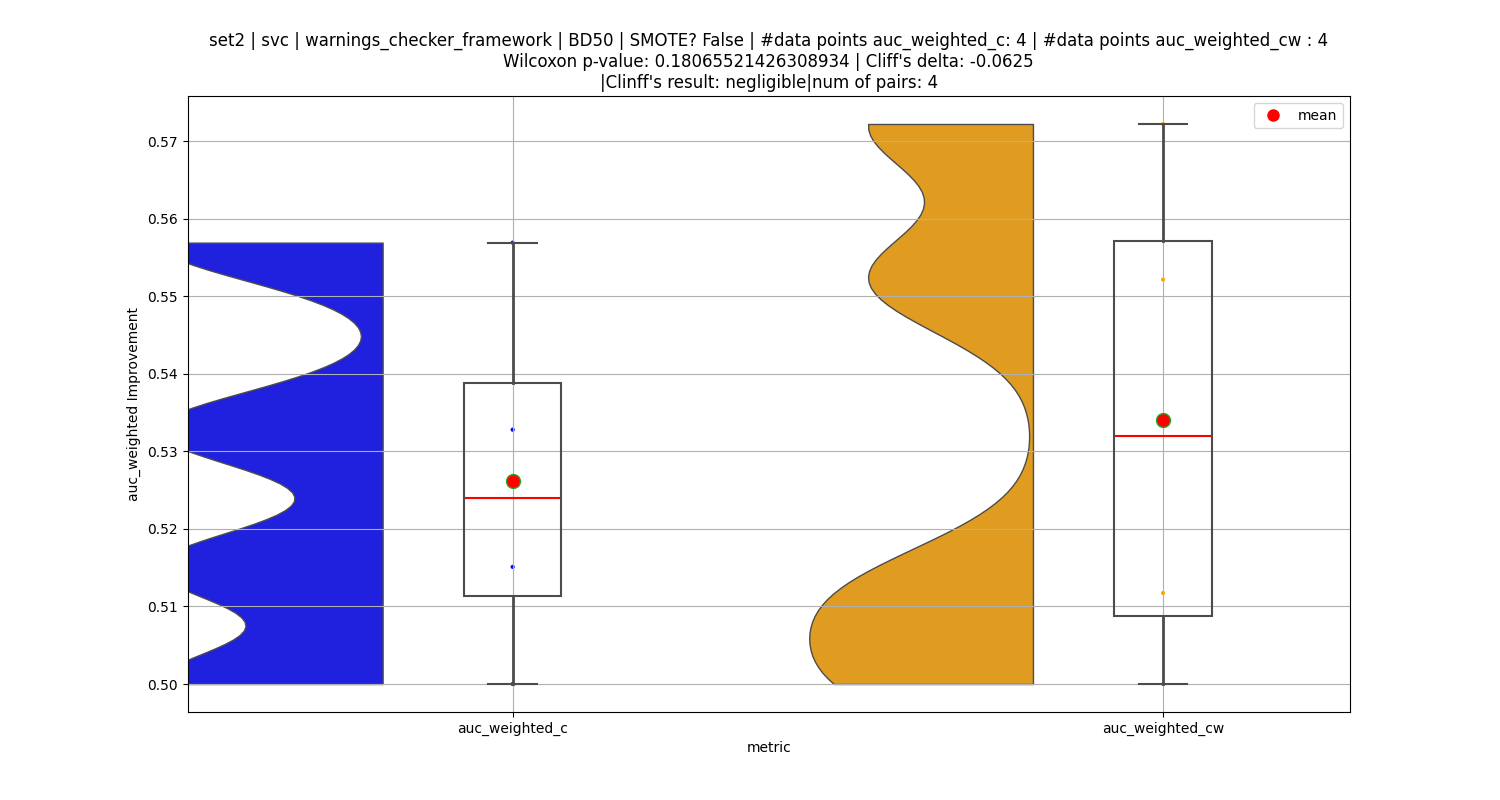 set2 | svc | warnings_checker_framework | BD50 | SMOTE? False | #data points auc_weighted_c: 4 | #data points auc_weighted_cw : 4
Wilcoxon p-value: 0.18065521426308934 | Cliff's delta: -0.0625
|Clinff's result: negligible|num of pairs: 4
mean
0.57
0.56
0.55
0.54
0.53
0.52
0.51
0.50
auc_weighted Improvement
auc_weighted_c
auc_weighted_cw
metric